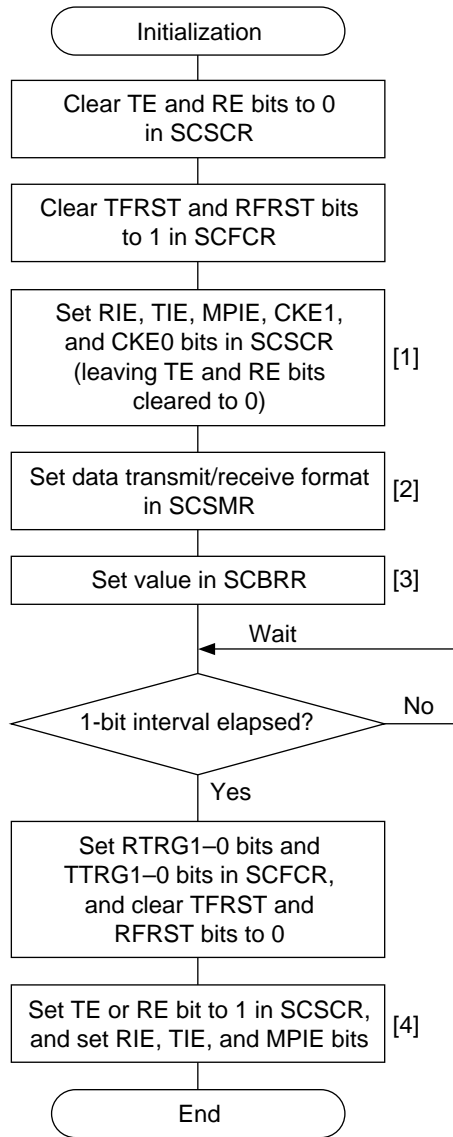 Initialization
Clear TE and RE bits to 0
in SCSCR
Clear TFRST and RFRST bits
to 1 in SCFCR
Set RIE, TIE, MPIE, CKE1,
and CKE0 bits in SCSCR
(leaving TE and RE bits
cleared to 0)
[1]
Set data transmit/receive format
in SCSMR
[2]
Set value in SCBRR
[3]
Wait
1-bit interval elapsed?
No
Yes
Set RTRG1–0 bits and
TTRG1–0 bits in SCFCR,
and clear TFRST and
RFRST bits to 0
Set TE or RE bit to 1 in SCSCR,
and set RIE, TIE, and MPIE bits
[4]
End